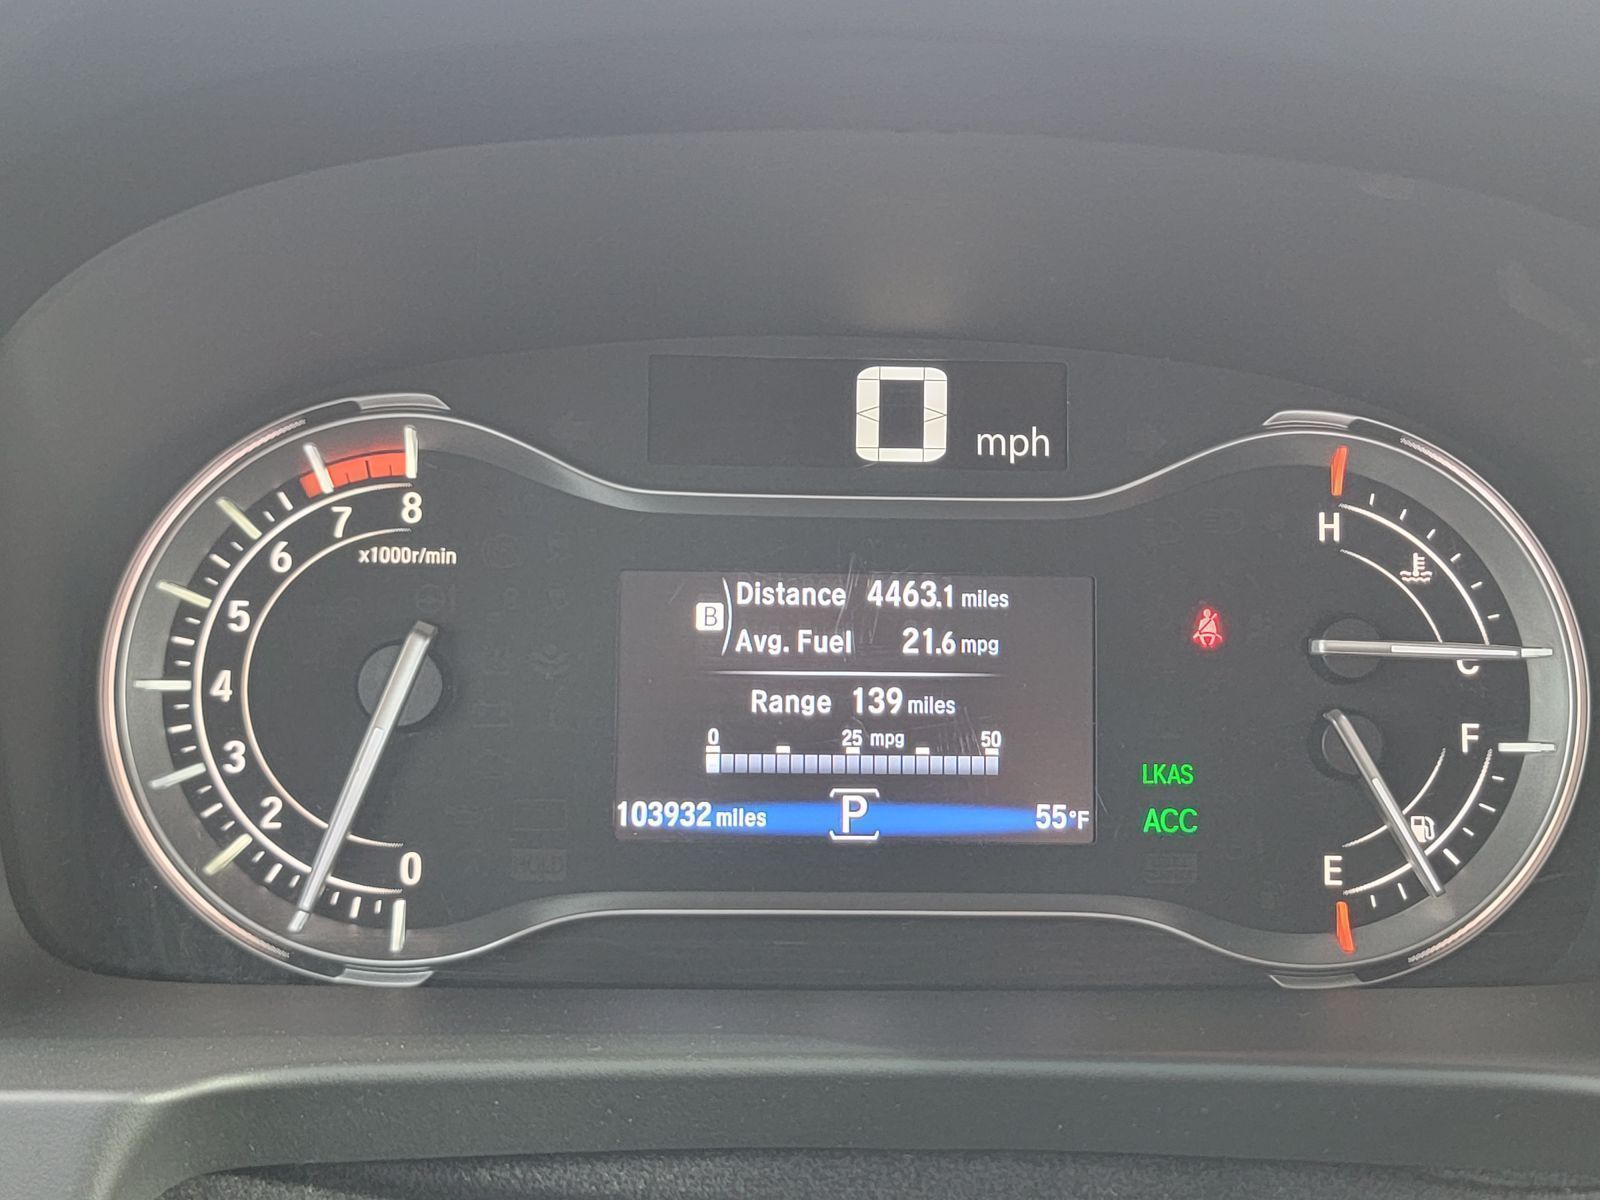 0 mph
8
7
6
x1000r/min
5
4
3
2
0
B
Distance 4463.1 miles
Avg. Fuel 21.6 mpg
Range 139 miles
0 25 mpg 50
103932 miles P 55°F
LKAS
ACC
H
C
F
E